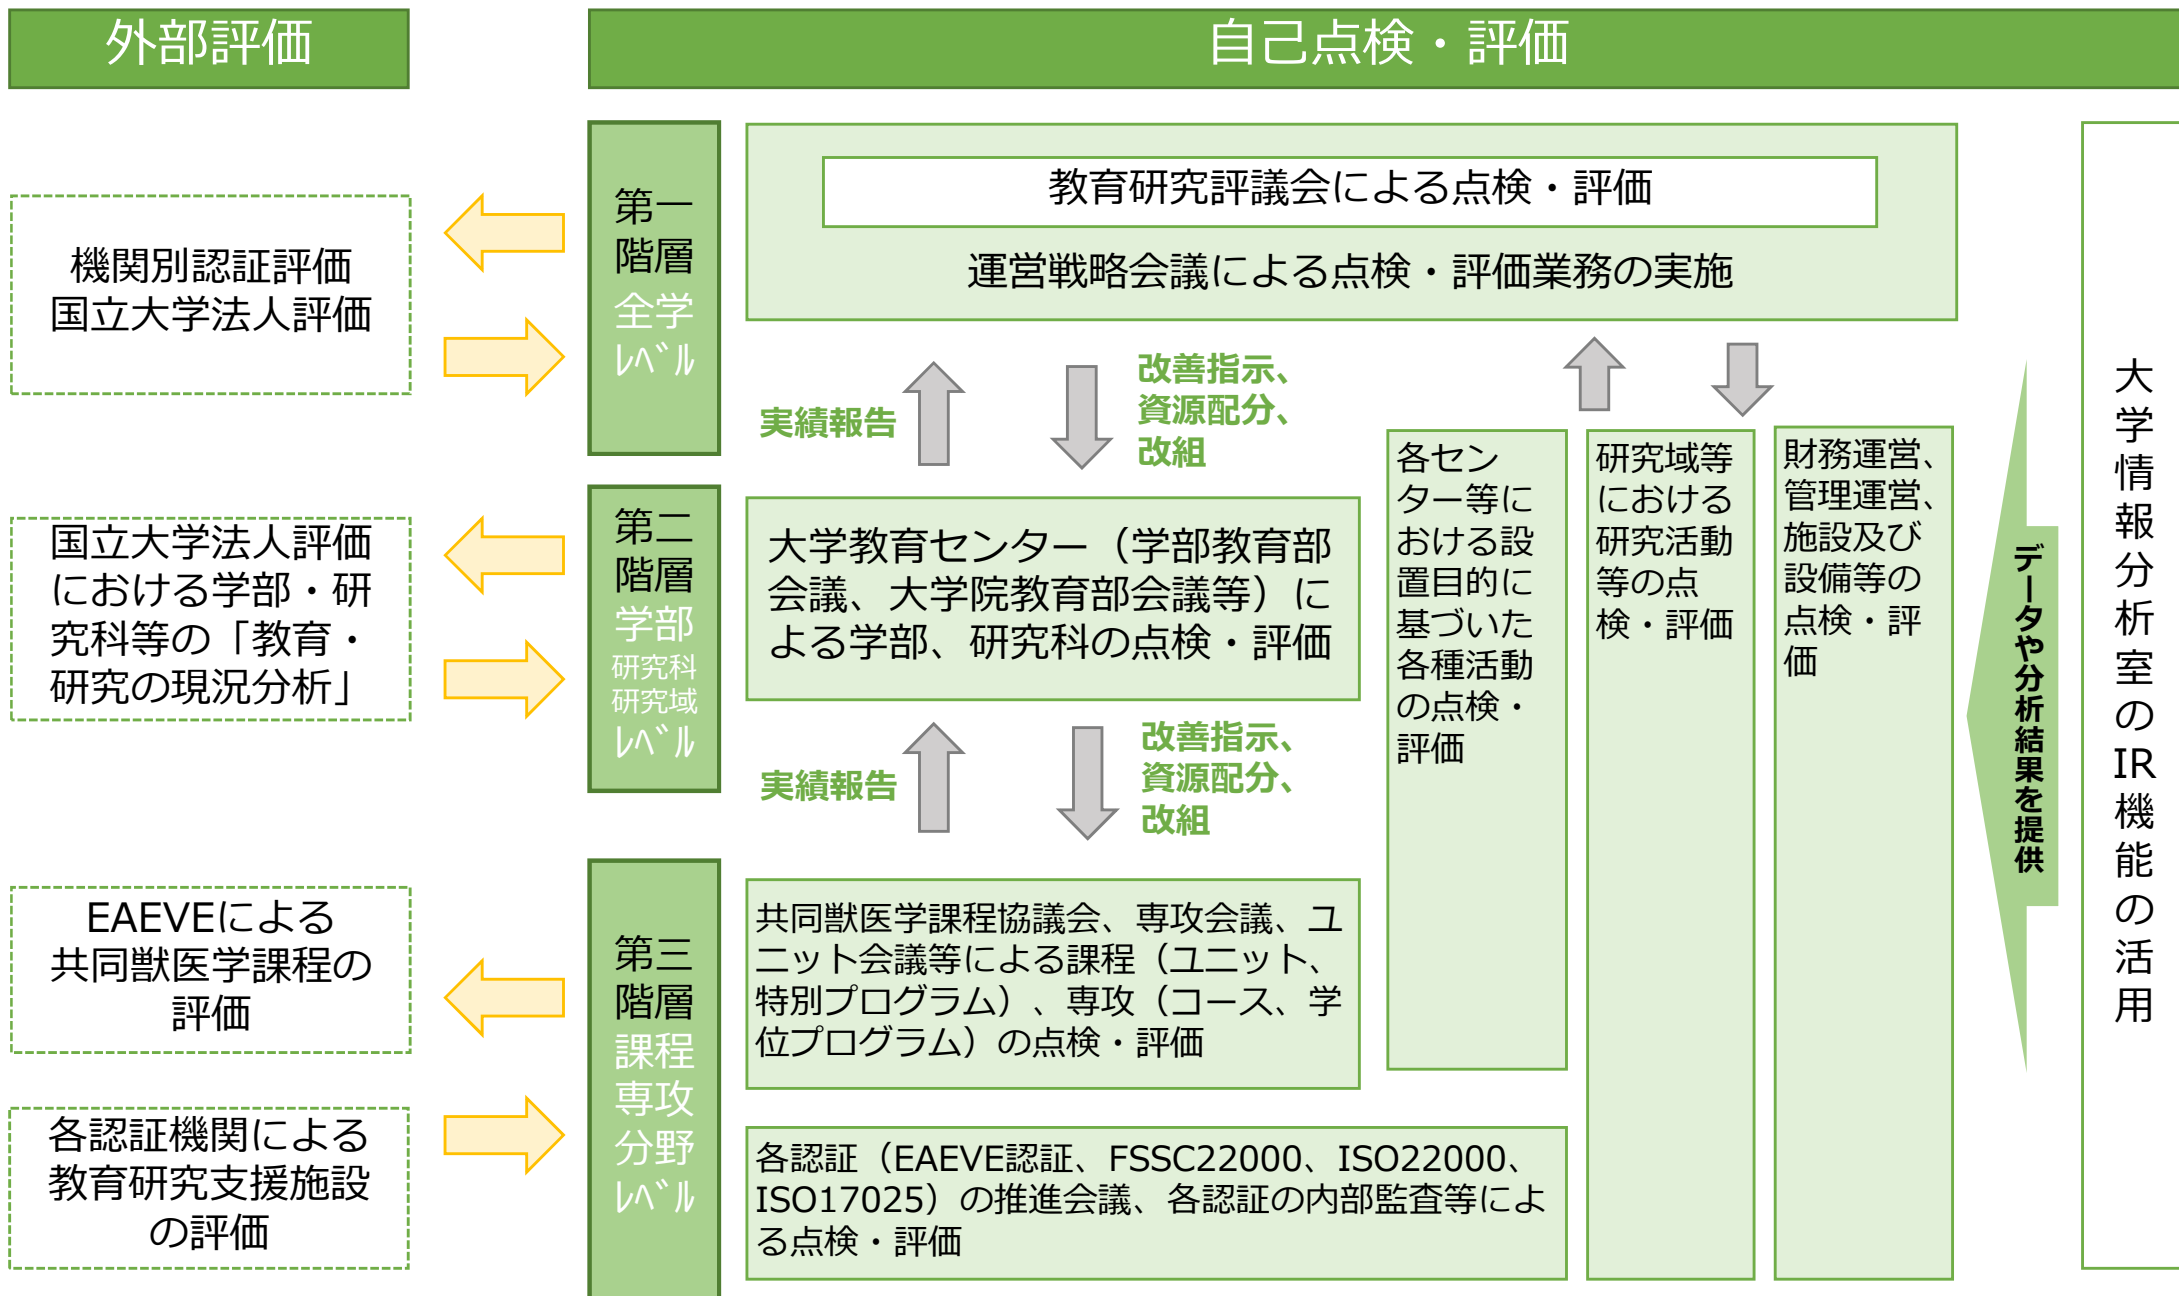 外部評価
自己点検・評価
機関別認証評価
国立大学法人評価
国立大学法人評価
における学部・研
究科等の「教育・
研究の現況分析」
EAEVEによる
共同獣医学課程の
評価
各認証機関による
教育研究支援施設
の評価
第一
階層
全学
ﾚﾍﾞﾙ
教育研究評議会による点検・評価
運営戦略会議による点検・評価業務の実施
実績報告
改善指示、
資源配分、
改組
第二
階層
学部
研究科
研究域
ﾚﾍﾞﾙ
大学教育センター（学部教育部
会議、大学院教育部会議等）に
よる学部、研究科の点検・評価
実績報告
改善指示、
資源配分、
改組
第三
階層
課程
専攻
分野
ﾚﾍﾞﾙ
共同獣医学課程協議会、専攻会議、ユ
ニット会議等による課程（ユニット、
特別プログラム）、専攻（コース、学
位プログラム）の点検・評価
各認証（EAEVE認証、FSSC22000、ISO22000、
ISO17025）の推進会議、各認証の内部監査等によ
る点検・評価
各セン
ター等に
おける設
置目的に
基づいた
各種活動
の点検・
評価
研究域等
における
研究活動
等の点
検・評価
財務運営、
管理運営、
施設及び
設備等の
点検・評
価
データや分析結果を提供
大学情報分析室のIR機能の活用